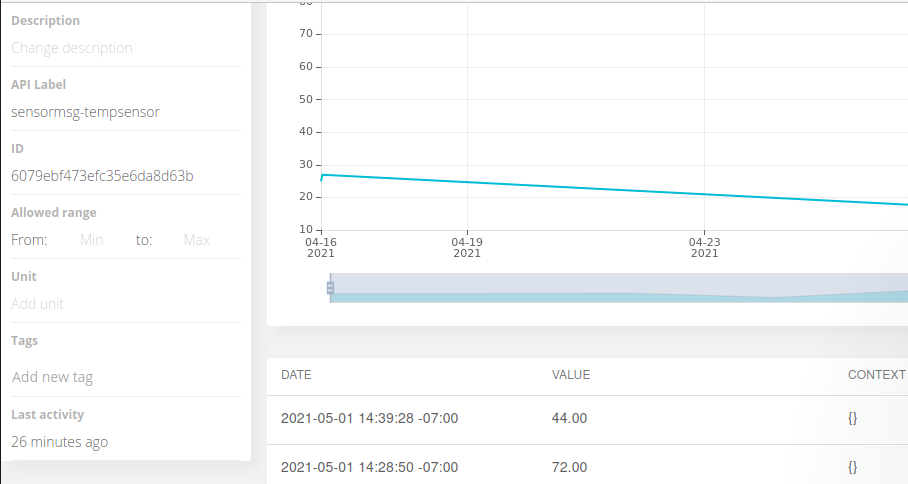 Description
Change description
API Label
sensormsg-tempsensor
ID
6079ebf473efc35e6da8d63b
Allowed range
From: Min to: Max
Unit
Add unit
Tags
Add new tag
Last activity
26 minutes ago
80
70
60
50
40
30
20
10
04-16
2021
04-19
2021
04-23
2021
DATE VALUE CONTEXT
2021-05-01 14:39:28 -07:00 44.00 {}
2021-05-01 14:28:50 -07:00 72.00 {}